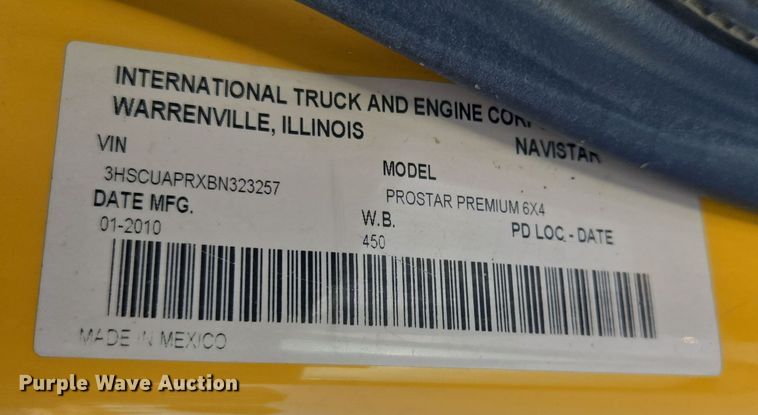 INTERNATIONAL TRUCK AND ENGINE
WARRENVILLE, ILLINOIS
NAVISTAR
VIN
3HSCUAPRXBN323257
MODEL
PROSTAR PREMIUM 6X4
DATE MFG.
01-2010
W.B.
450
PD LOC - DATE
MADE IN MEXICO
Purple Wave Auction